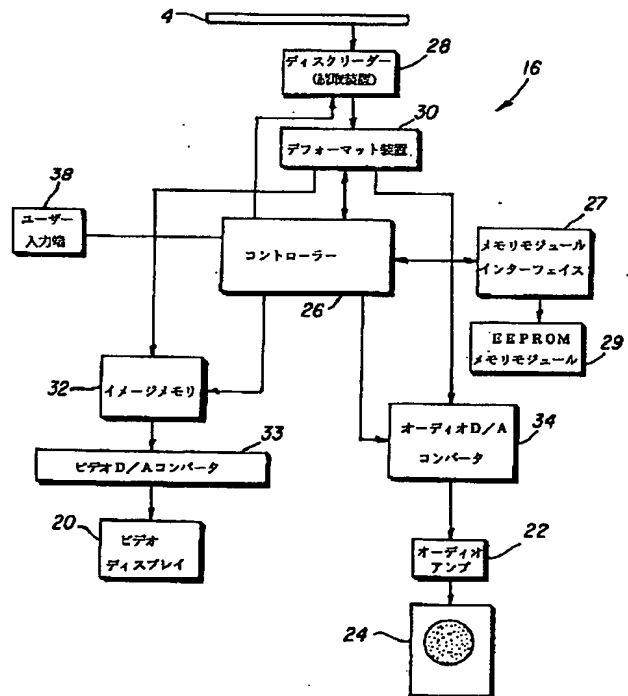 4
ディスクリーダー
(読取装置)
28
16
30
デフォーマット装置
38
ユーザー
入力端
コントローラー
26
27
メモリモジュール
インターフェイス
EEPROM
メモリモジュール
29
32
イメージメモリ
33
ビデオD/Aコンバータ
オーディオD/A
コンバータ
34
20
ビデオ
ディスプレイ
オーディオ
アンプ
22
24